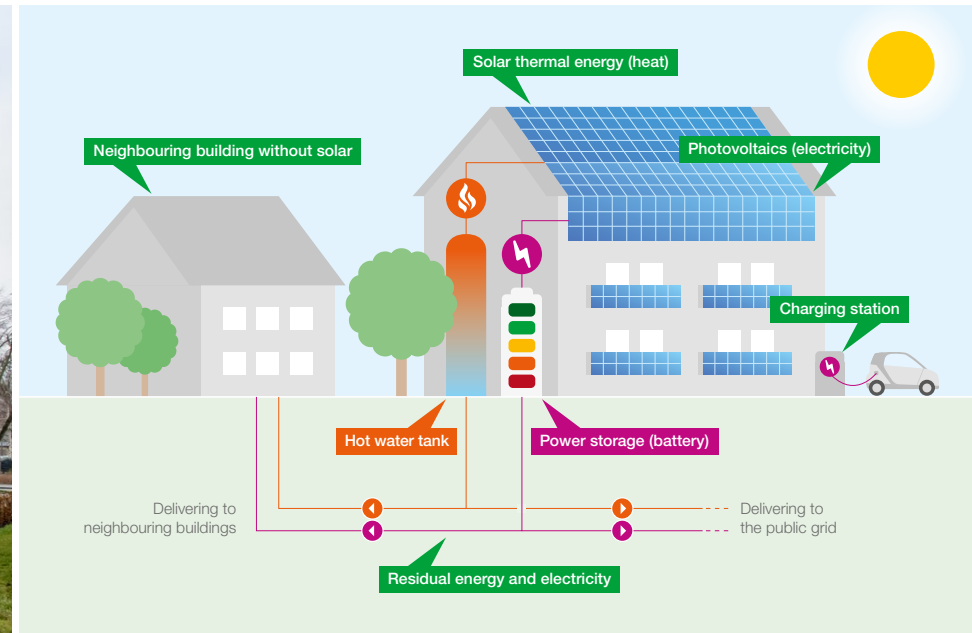 Solar thermal energy (heat)
Neighbouring building without solar
Photovoltaics (electricity)
Charging station
Hot water tank
Power storage (battery)
Delivering to
neighbouring buildings
Delivering to
the public grid
Residual energy and electricity